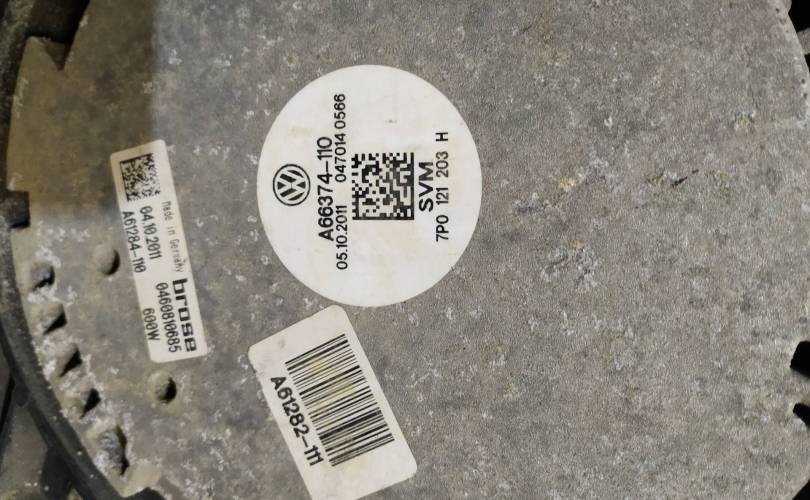 A66374-110
05.10.2011 047014 0566
SVM
7P0 121 203 H
Made in Germany
brose
04.10.2011 0460810685
A61284-110 600W
A61282-111